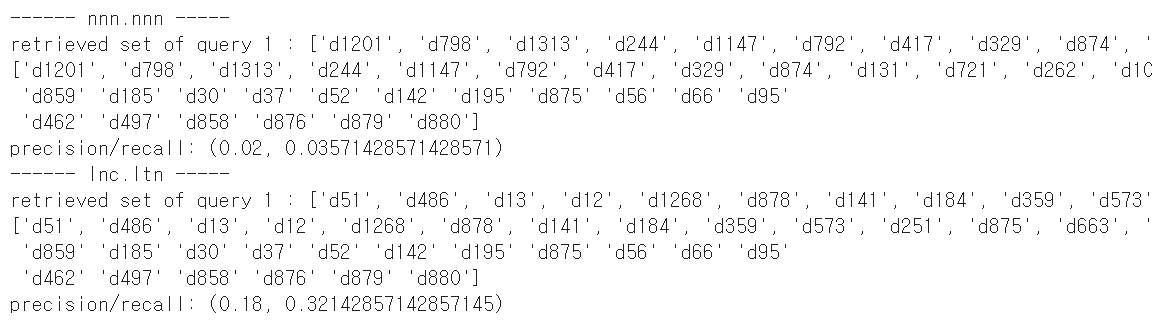 ------ nnn.nnn -----
retrieved set of query 1 : ['d1201', 'd798', 'd1313', 'd244', 'd1147', 'd792', 'd417', 'd329', 'd874', '
['d1201', 'd798', 'd1313', 'd244', 'd1147', 'd792', 'd417', 'd329', 'd874', 'd131', 'd721', 'd262', 'd10
'd859' 'd185' 'd30' 'd37' 'd52' 'd142' 'd195' 'd875' 'd56' 'd66' 'd95'
'd462' 'd497' 'd858' 'd876' 'd879' 'd880']
precision/recall: (0.02, 0.03571428571428571)
------ lnc.ltn -----
retrieved set of query 1 : ['d51', 'd486', 'd13', 'd12', 'd1268', 'd878', 'd141', 'd184', 'd359', 'd573'
['d51', 'd486', 'd13', 'd12', 'd1268', 'd878', 'd141', 'd184', 'd359', 'd573', 'd251', 'd875', 'd663', '
'd859' 'd185' 'd30' 'd37' 'd52' 'd142' 'd195' 'd875' 'd56' 'd66' 'd95'
'd462' 'd497' 'd858' 'd876' 'd879' 'd880']
precision/recall: (0.18, 0.32142857142857145)